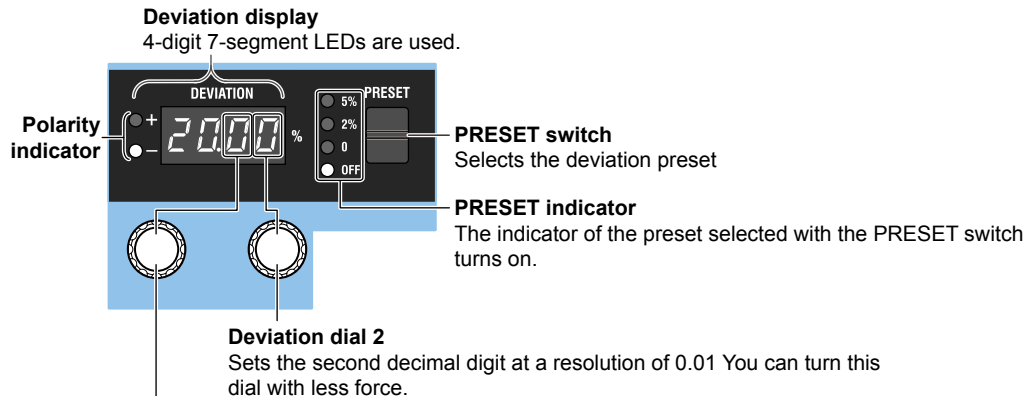 Deviation display
4-digit 7-segment LEDs are used.
DEVIATION
PRESET
Polarity
indicator
+
−
20.00
%
5%
2%
0
OFF
PRESET switch
Selects the deviation preset
PRESET indicator
The indicator of the preset selected with the PRESET switch
turns on.
Deviation dial 2
Sets the second decimal digit at a resolution of 0.01 You can turn this
dial with less force.